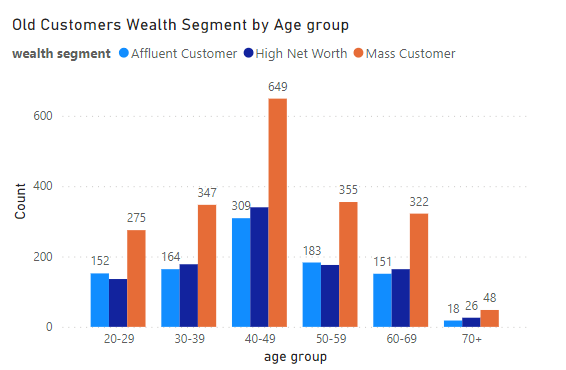 Old Customers Wealth Segment by Age group
wealth segment Affluent Customer High Net Worth Mass Customer
649
600
Count
400
355
347
322
309
275
200
183
164
152
151
18 26 48
0
20-29 30-39 40-49 50-59 60-69 70+
age group